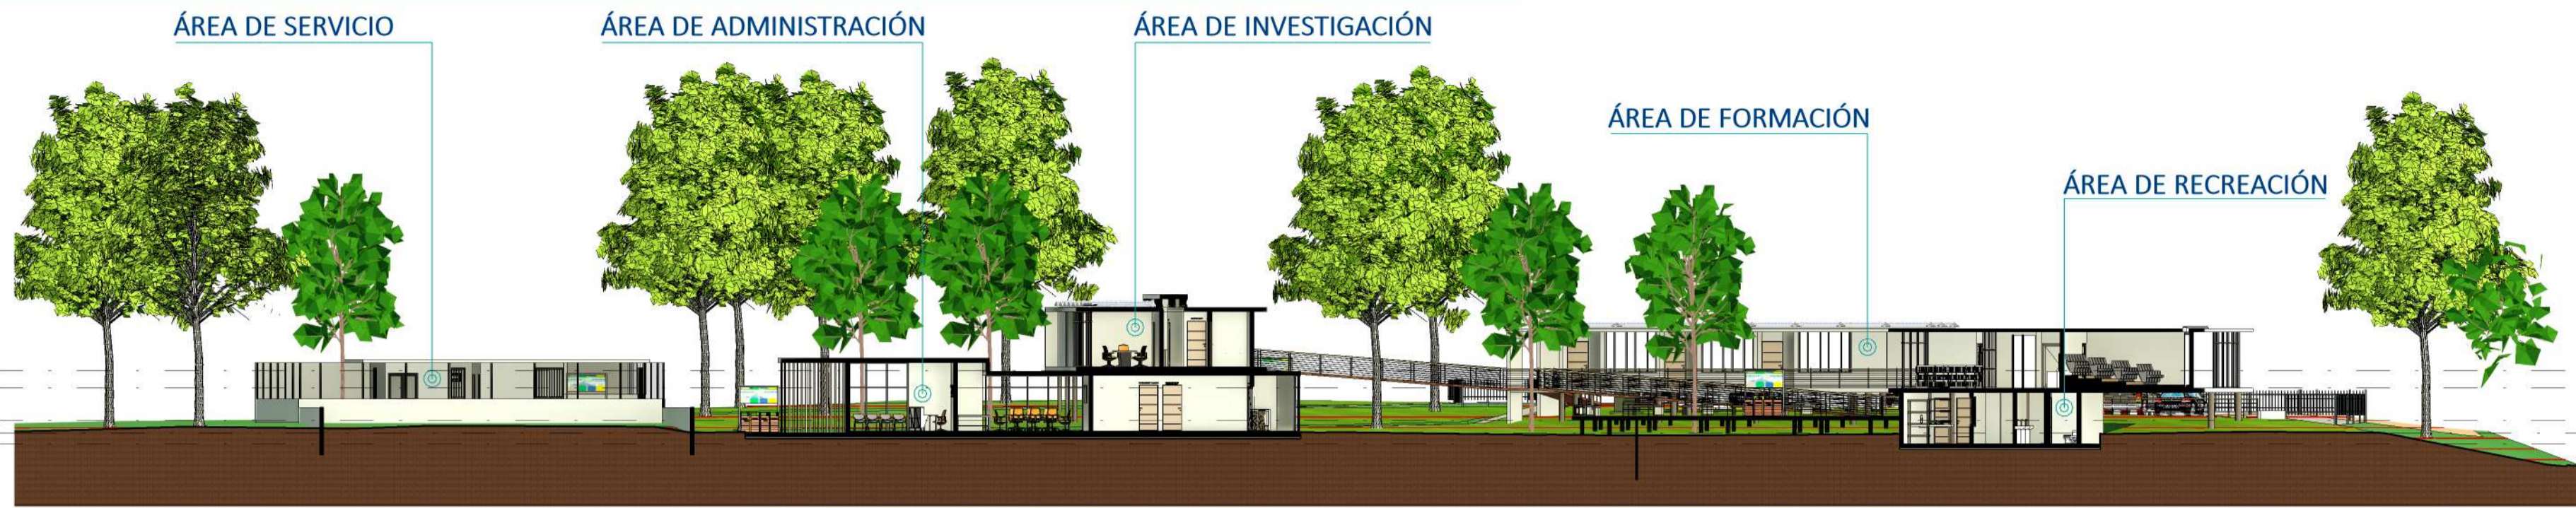 ÁREA DE SERVICIO
ÁREA DE ADMINISTRACIÓN
ÁREA DE INVESTIGACIÓN
ÁREA DE FORMACIÓN
ÁREA DE RECREACIÓN